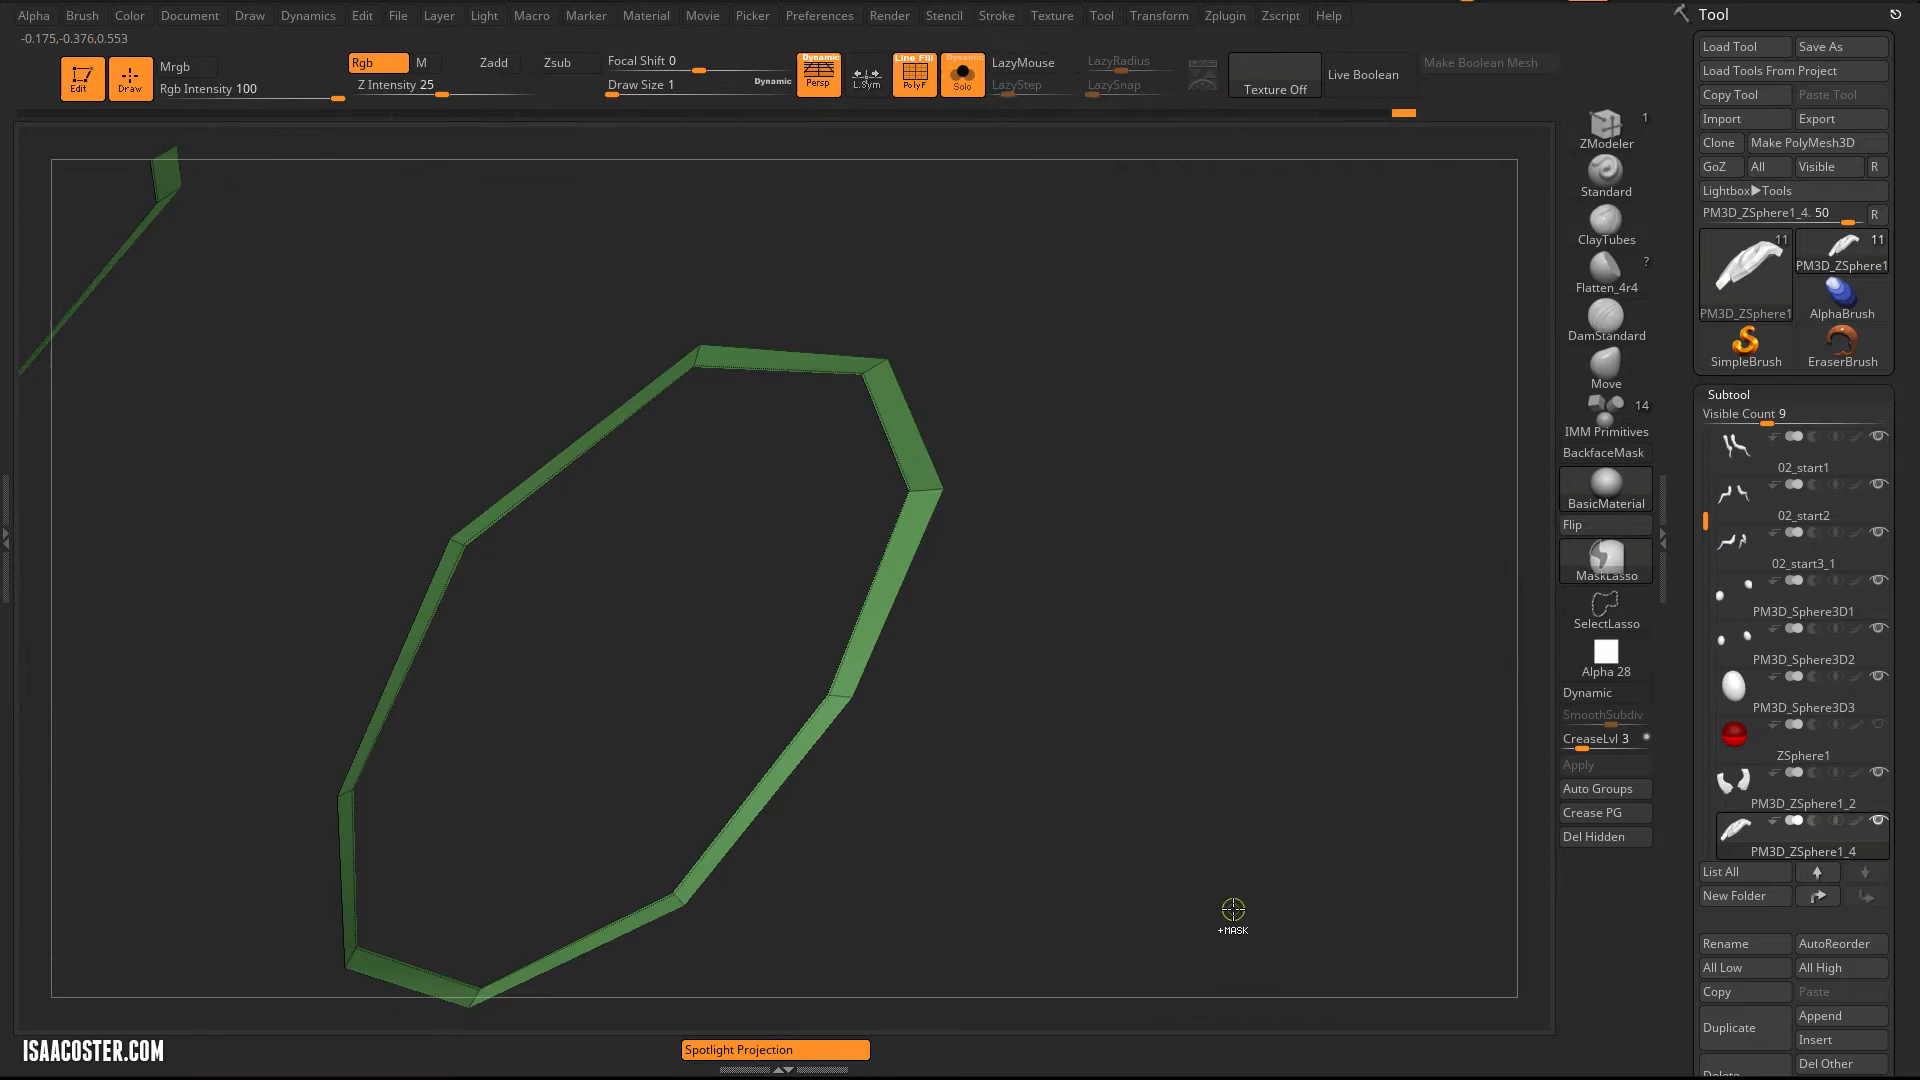 Alpha Brush Color Document Draw Dynamics Edit File Layer Light Macro Marker Material Movie Picker Preferences Render Stencil Stroke Texture Tool Transform Zplugin Zscript Help
-0.175,-0.376,0.553
Edit
Draw
Mrgb
Rgb Intensity 100
Rgb
M
Zadd
Zsub
Z Intensity 25
Focal Shift 0
Draw Size 1
Dynamic
Dynamic
Persp
L.Sym
Line Fill
PolyF
Dynamic
Solo
LazyMouse
LazyStep
LazyRadius
LazySnap
Texture Off
Live Boolean
Make Boolean Mesh
+MASK
ISAACOSTER.COM
Spotlight Projection
1
ZModeler
Standard
ClayTubes
?
Flatten_4r4
DamStandard
Move
14
IMM Primitives
BackfaceMask
BasicMaterial
Flip
MaskLasso
SelectLasso
Alpha 28
Dynamic
SmoothSubdiv
CreaseLvl 3
Apply
Auto Groups
Crease PG
Del Hidden
Tool
Load Tool Save As
Load Tools From Project
Copy Tool Paste Tool
Import Export
Clone Make PolyMesh3D
GoZ All Visible R
Lightbox▶Tools
PM3D_ZSphere1_4. 50 R
11
PM3D_ZSphere1
11
PM3D_ZSphere1
AlphaBrush
SimpleBrush
EraserBrush
Subtool
Visible Count 9
02_start1
02_start2
02_start3_1
PM3D_Sphere3D1
PM3D_Sphere3D2
PM3D_Sphere3D3
ZSphere1
PM3D_ZSphere1_2
PM3D_ZSphere1_4
List All
New Folder
Rename AutoReorder
All Low All High
Copy Paste
Duplicate
Append
Insert
Del Other
Delete